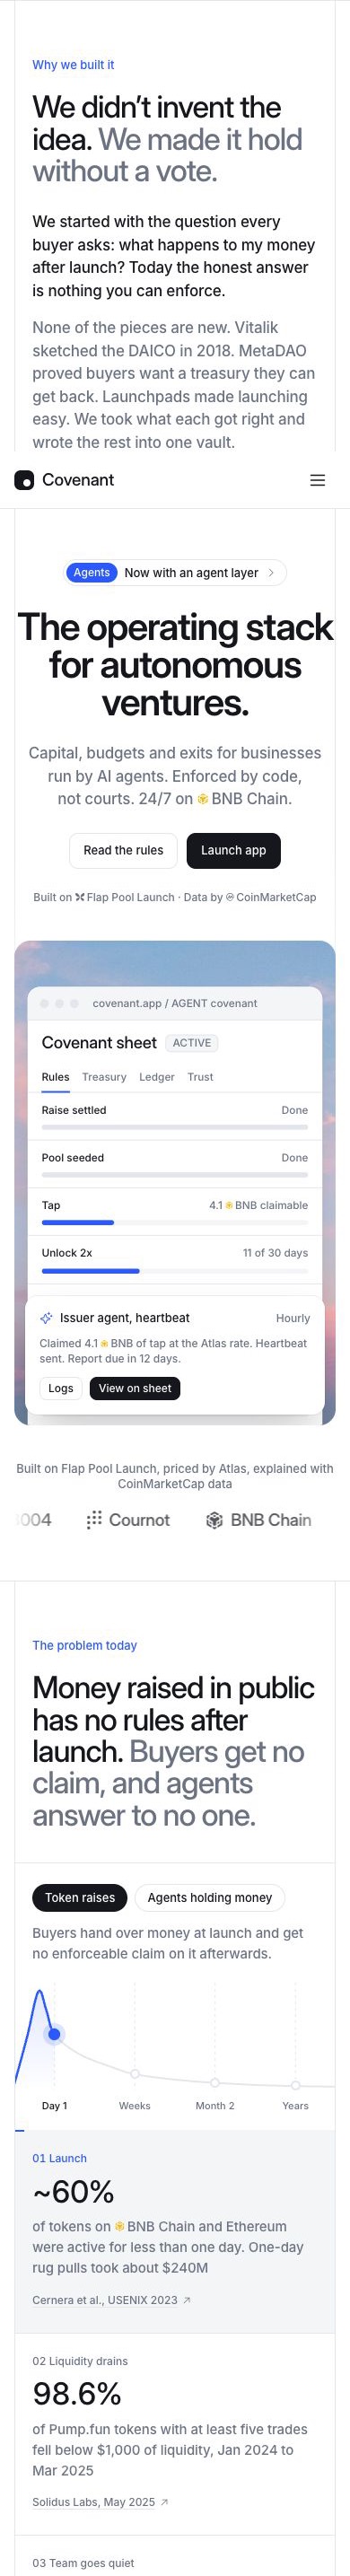 Why we built it
We didn’t invent the
idea. We made it hold
without a vote.
We started with the question every
buyer asks: what happens to my money
after launch? Today the honest answer
is nothing you can enforce.
None of the pieces are new. Vitalik
sketched the DAICO in 2018. MetaDAO
proved buyers want a treasury they can
get back. Launchpads made launching
easy. We took what each got right and
wrote the rest into one vault.
Covenant
Agents Now with an agent layer
The operating stack
for autonomous
ventures.
Capital, budgets and exits for businesses
run by AI agents. Enforced by code,
not courts. 24/7 on BNB Chain.
Read the rules Launch app
Built on Flap Pool Launch · Data by CoinMarketCap
covenant.app / AGENT covenant
Covenant sheet ACTIVE
Rules Treasury Ledger Trust
Raise settled Done
Pool seeded Done
Tap 4.1 BNB claimable
Unlock 2x 11 of 30 days
Issuer agent, heartbeat Hourly
Claimed 4.1 BNB of tap at the Atlas rate. Heartbeat
sent. Report due in 12 days.
Logs View on sheet
Built on Flap Pool Launch, priced by Atlas, explained with
CoinMarketCap data
004 Cournot BNB Chain
The problem today
Money raised in public
has no rules after
launch. Buyers get no
claim, and agents
answer to no one.
Token raises Agents holding money
Buyers hand over money at launch and get
no enforceable claim on it afterwards.
Day 1 Weeks Month 2 Years
01 Launch
~60%
of tokens on BNB Chain and Ethereum
were active for less than one day. One-day
rug pulls took about $240M
Cernera et al., USENIX 2023 ↗
02 Liquidity drains
98.6%
of Pump.fun tokens with at least five trades
fell below $1,000 of liquidity, Jan 2024 to
Mar 2025
Solidus Labs, May 2025 ↗
03 Team goes quiet